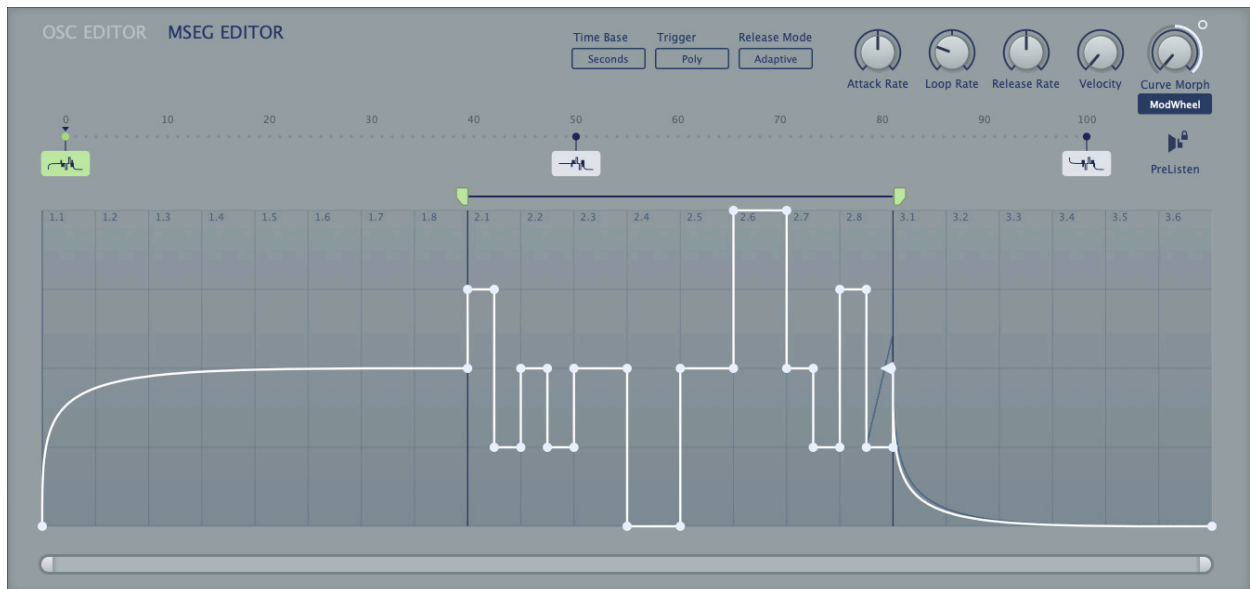 OSC EDITOR MSEG EDITOR
Time Base Trigger Release Mode
Seconds Poly Adaptive
Attack Rate Loop Rate Release Rate Velocity Curve Morph
ModWheel
0 10 20 30 40 50 60 70 80 90 100
PreListen
1.1 1.2 1.3 1.4 1.5 1.6 1.7 1.8 2.1 2.2 2.3 2.4 2.5 2.6 2.7 2.8 3.1 3.2 3.3 3.4 3.5 3.6